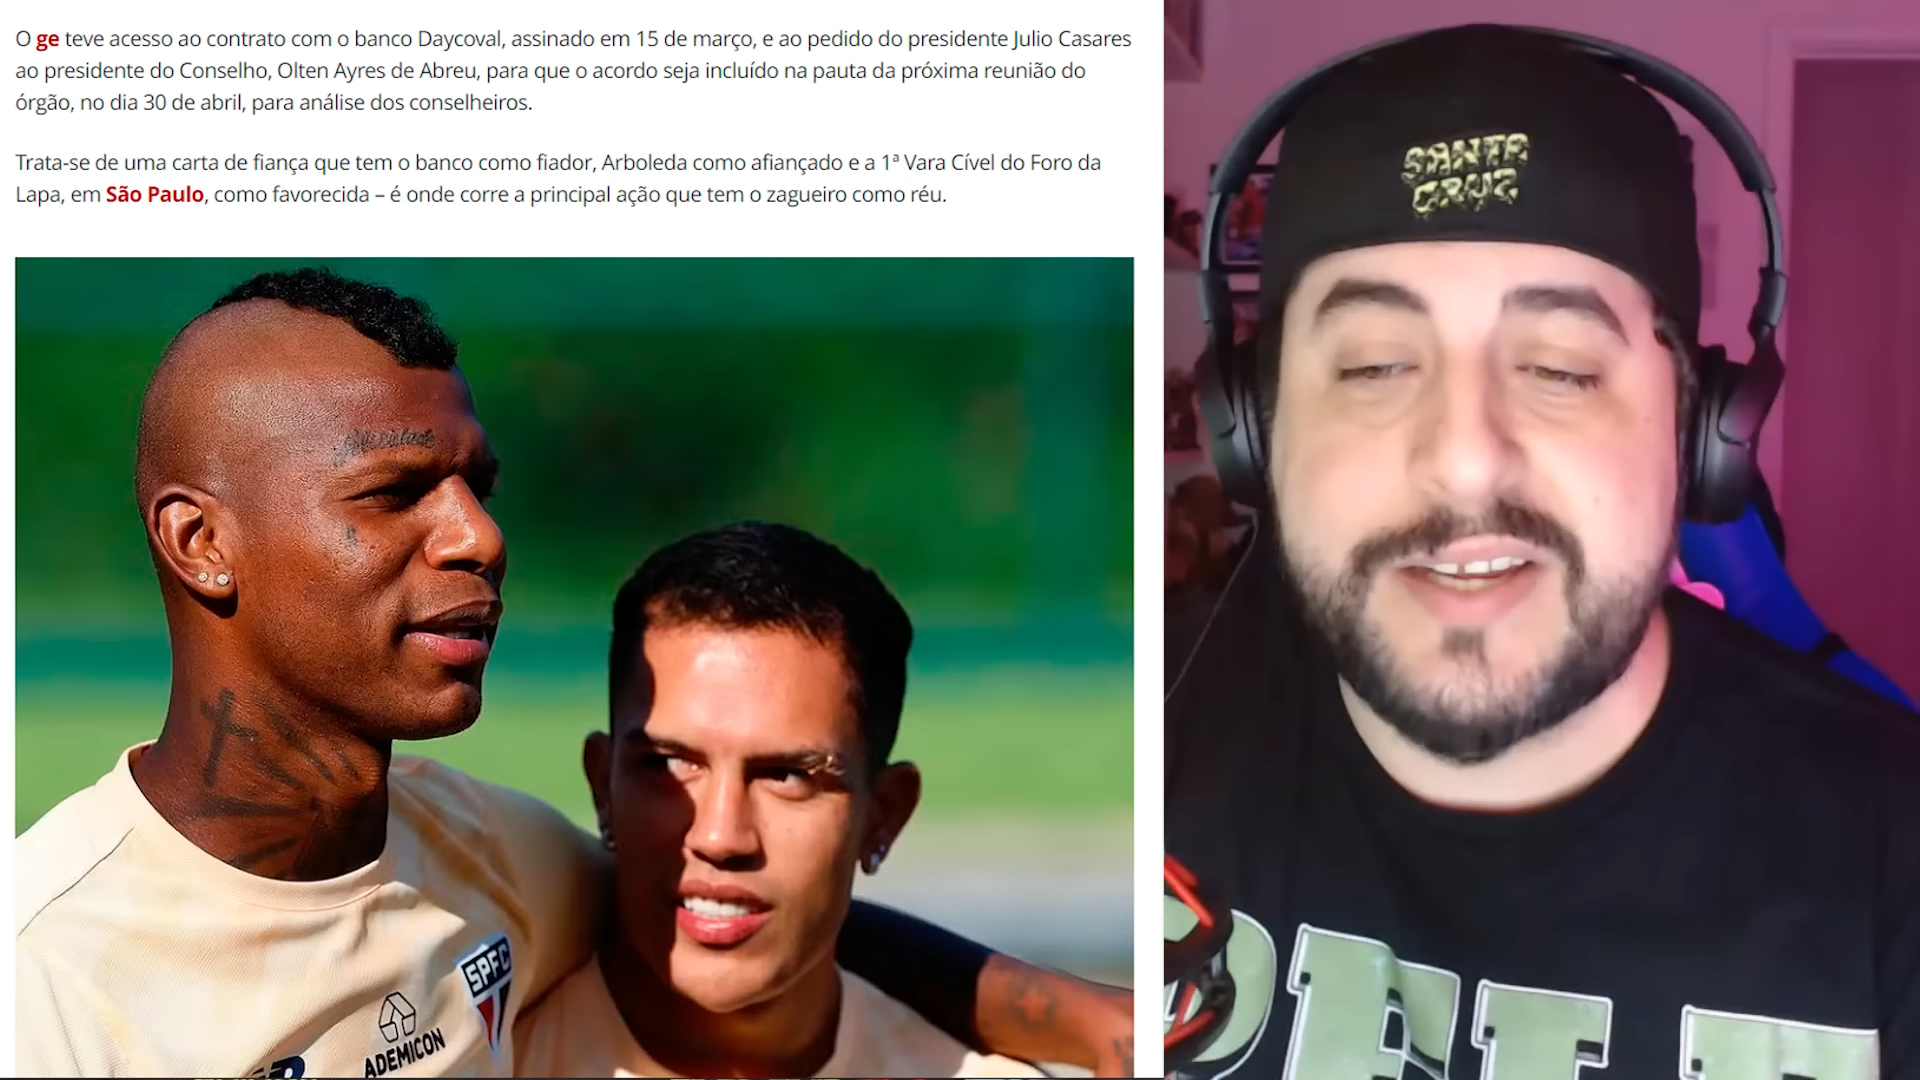 O ge teve acesso ao contrato com o banco Daycoval, assinado em 15 de março, e ao pedido do presidente Julio Casares
ao presidente do Conselho, Olten Ayres de Abreu, para que o acordo seja incluído na pauta da próxima reunião do
órgão, no dia 30 de abril, para análise dos conselheiros.
Trata-se de uma carta de fiança que tem o banco como fiador, Arboleda como afiançado e a 1ª Vara Cível do Foro da
Lapa, em São Paulo, como favorecida – é onde corre a principal ação que tem o zagueiro como réu.
SANTA
CRUZ
SPFC
ADEMICON